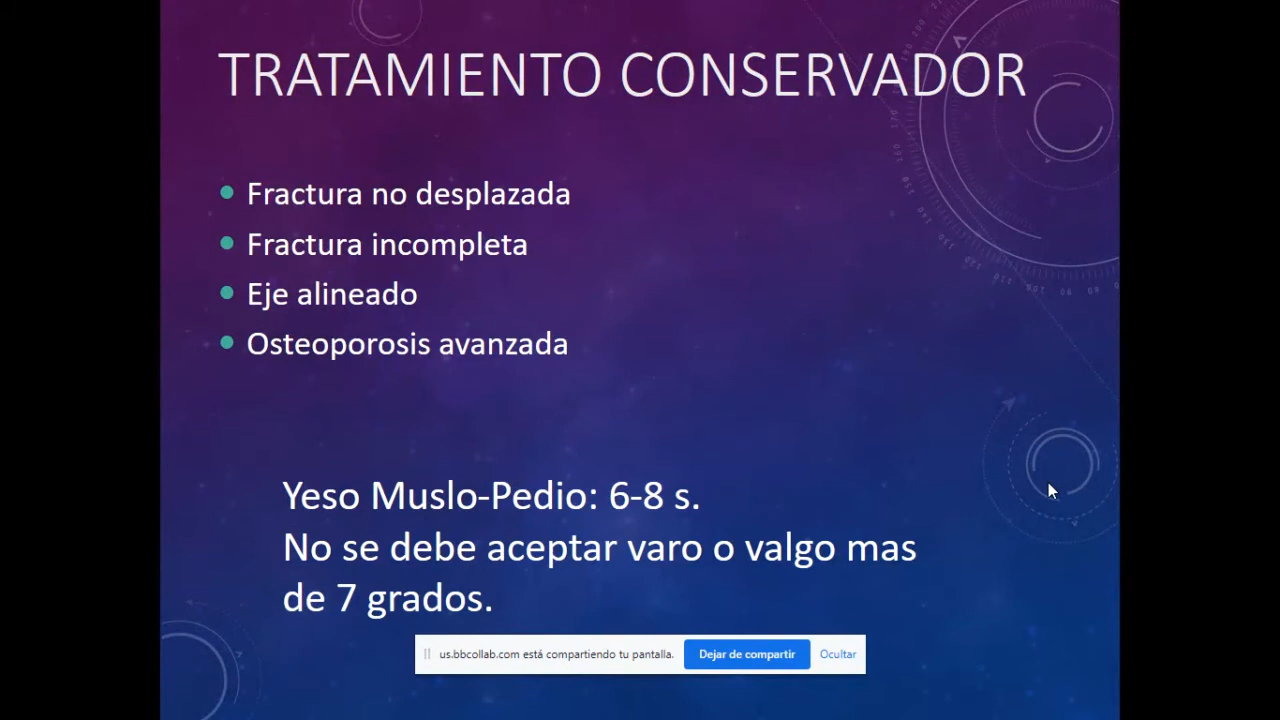 TRATAMIENTO CONSERVADOR
Fractura no desplazada
Fractura incompleta
Eje alineado
Osteoporosis avanzada
Yeso Muslo-Pedio: 6-8 s.
No se debe aceptar varo o valgo mas
de 7 grados.
us.bbcollab.com está compartiendo tu pantalla. Dejar de compartir Ocultar